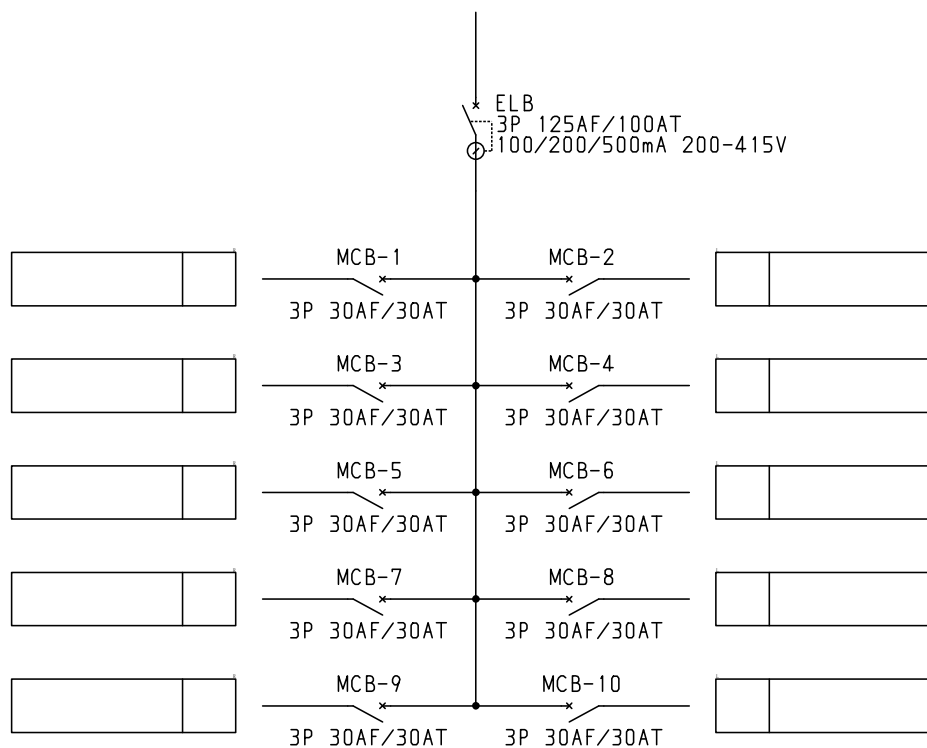 ELB
3P 125AF/100AT
100/200/500mA 200-415V
MCB-1
MCB-2
3P 30AF/30AT
3P 30AF/30AT
MCB-3
MCB-4
3P 30AF/30AT
3P 30AF/30AT
MCB-5
MCB-6
3P 30AF/30AT
3P 30AF/30AT
MCB-7
MCB-8
3P 30AF/30AT
3P 30AF/30AT
MCB-9
MCB-10
3P 30AF/30AT
3P 30AF/30AT